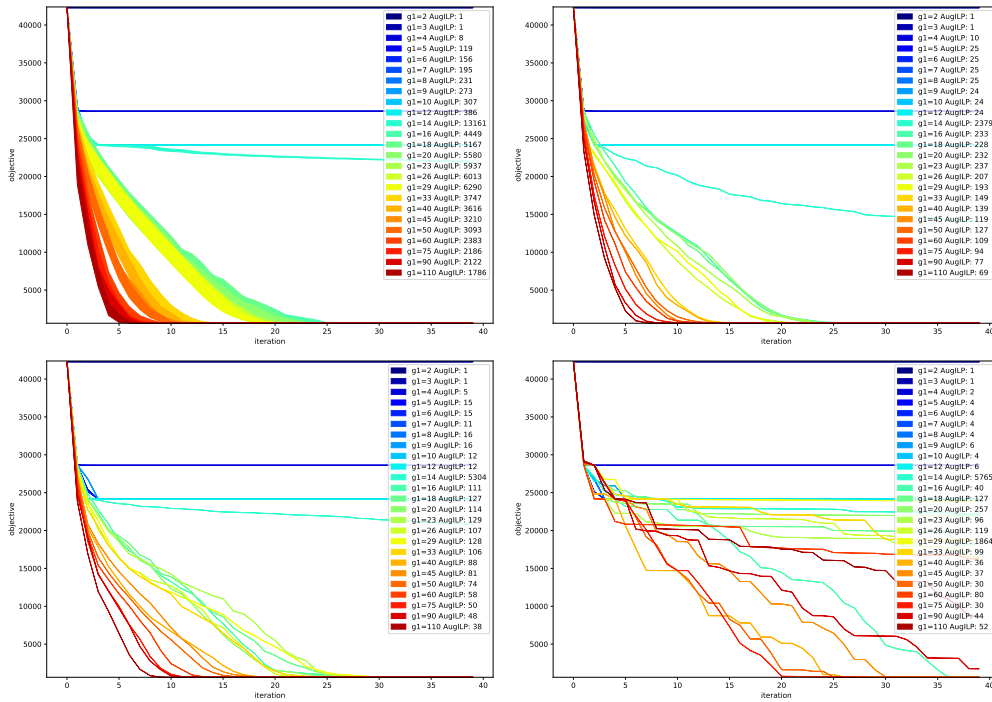 40000
35000
30000
25000
20000
15000
10000
5000
objective
0
5
10
15
20
25
30
35
40
iteration
g1=2 AugILP: 1
g1=3 AugILP: 1
g1=4 AugILP: 8
g1=5 AugILP: 119
g1=6 AugILP: 156
g1=7 AugILP: 195
g1=8 AugILP: 231
g1=9 AugILP: 273
g1=10 AugILP: 307
g1=12 AugILP: 386
g1=14 AugILP: 13161
g1=16 AugILP: 4449
g1=18 AugILP: 5167
g1=20 AugILP: 5580
g1=23 AugILP: 5937
g1=26 AugILP: 6013
g1=29 AugILP: 6290
g1=33 AugILP: 3747
g1=40 AugILP: 3616
g1=45 AugILP: 3210
g1=50 AugILP: 3093
g1=60 AugILP: 2383
g1=75 AugILP: 2186
g1=90 AugILP: 2122
g1=110 AugILP: 1786
40000
35000
30000
25000
20000
15000
10000
5000
objective
0
5
10
15
20
25
30
35
40
iteration
g1=2 AugILP: 1
g1=3 AugILP: 1
g1=4 AugILP: 10
g1=5 AugILP: 25
g1=6 AugILP: 25
g1=7 AugILP: 25
g1=8 AugILP: 25
g1=9 AugILP: 24
g1=10 AugILP: 24
g1=12 AugILP: 24
g1=14 AugILP: 2379
g1=16 AugILP: 233
g1=18 AugILP: 228
g1=20 AugILP: 232
g1=23 AugILP: 237
g1=26 AugILP: 207
g1=29 AugILP: 193
g1=33 AugILP: 149
g1=40 AugILP: 139
g1=45 AugILP: 119
g1=50 AugILP: 127
g1=60 AugILP: 109
g1=75 AugILP: 94
g1=90 AugILP: 77
g1=110 AugILP: 69
40000
35000
30000
25000
20000
15000
10000
5000
objective
0
5
10
15
20
25
30
35
40
iteration
g1=2 AugILP: 1
g1=3 AugILP: 1
g1=4 AugILP: 5
g1=5 AugILP: 15
g1=6 AugILP: 15
g1=7 AugILP: 11
g1=8 AugILP: 16
g1=9 AugILP: 16
g1=10 AugILP: 12
g1=12 AugILP: 12
g1=14 AugILP: 5304
g1=16 AugILP: 111
g1=18 AugILP: 127
g1=20 AugILP: 114
g1=23 AugILP: 129
g1=26 AugILP: 107
g1=29 AugILP: 128
g1=33 AugILP: 106
g1=40 AugILP: 88
g1=45 AugILP: 81
g1=50 AugILP: 74
g1=60 AugILP: 58
g1=75 AugILP: 50
g1=90 AugILP: 48
g1=110 AugILP: 38
40000
35000
30000
25000
20000
15000
10000
5000
objective
0
5
10
15
20
25
30
35
40
iteration
g1=2 AugILP: 1
g1=3 AugILP: 1
g1=4 AugILP: 2
g1=5 AugILP: 4
g1=6 AugILP: 4
g1=7 AugILP: 4
g1=8 AugILP: 4
g1=9 AugILP: 6
g1=10 AugILP: 4
g1=12 AugILP: 6
g1=14 AugILP: 5765
g1=16 AugILP: 40
g1=18 AugILP: 127
g1=20 AugILP: 257
g1=23 AugILP: 96
g1=26 AugILP: 119
g1=29 AugILP: 1864
g1=33 AugILP: 99
g1=40 AugILP: 36
g1=45 AugILP: 37
g1=50 AugILP: 30
g1=60 AugILP: 80
g1=75 AugILP: 30
g1=90 AugILP: 44
g1=110 AugILP: 52